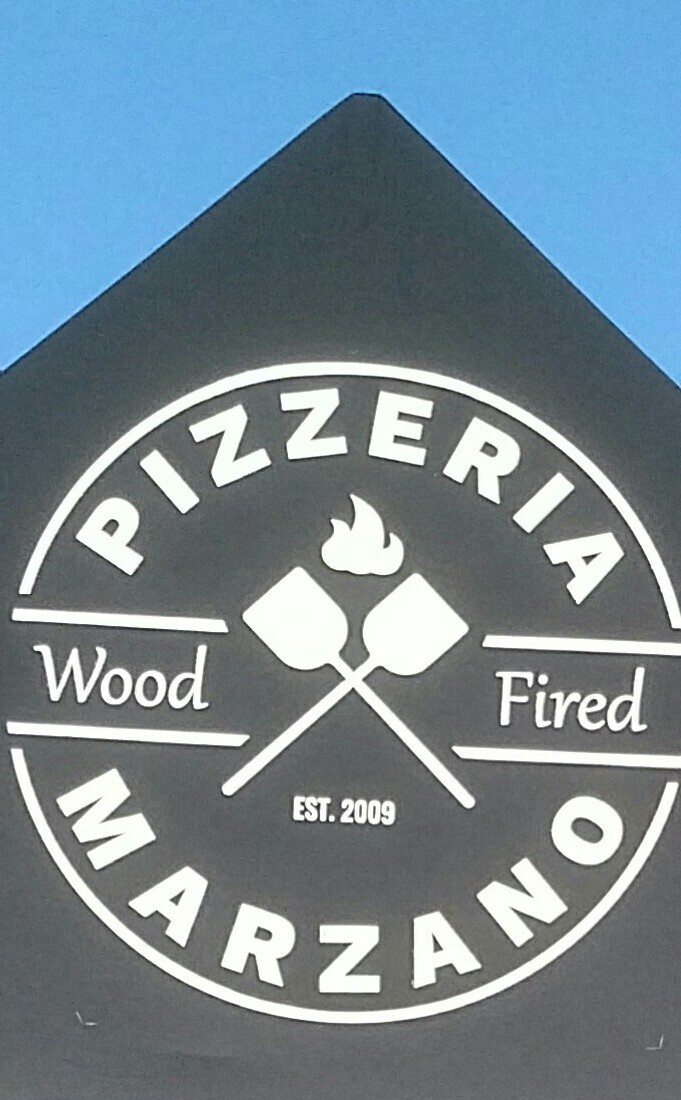 PIZZERIA
Wood Fired
EST. 2009
MARZANO